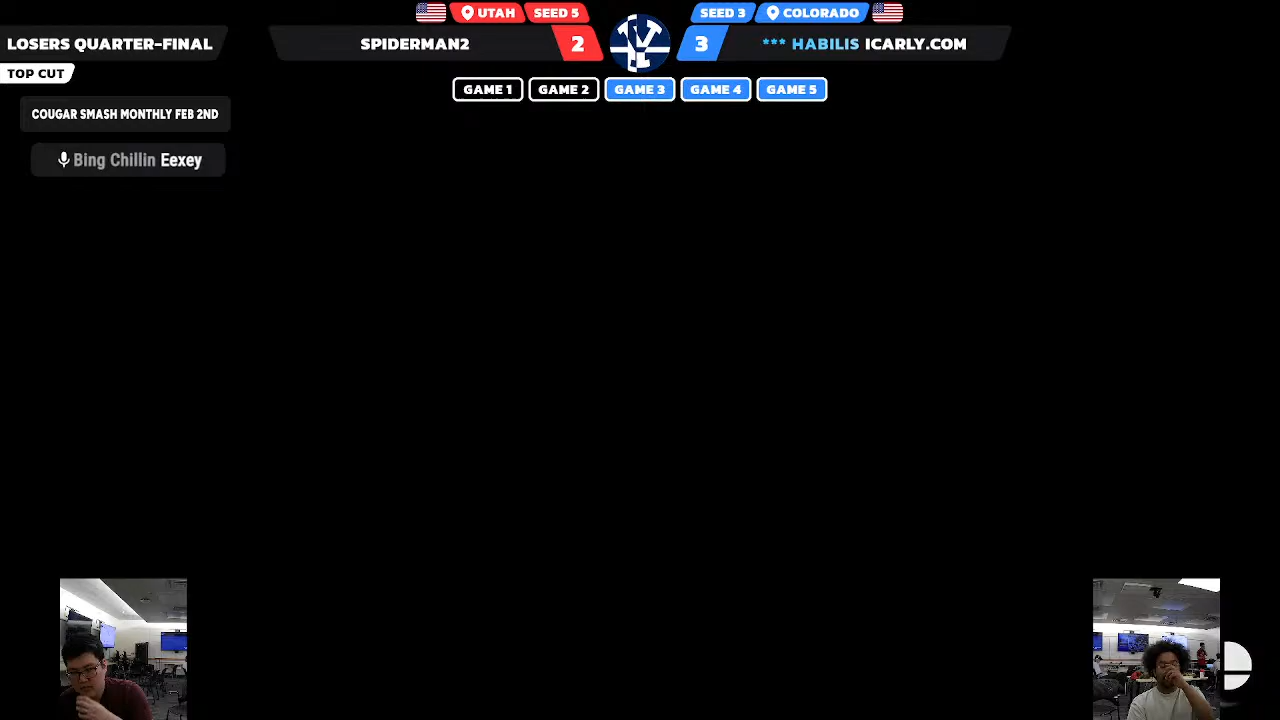 UTAH SEED 5
SEED 3 COLORADO
LOSERS QUARTER-FINAL
SPIDERMAN2 2
3 *** HABILIS ICARLY.COM
TOP CUT
GAME 1 GAME 2 GAME 3 GAME 4 GAME 5
COUGAR SMASH MONTHLY FEB 2ND
Bing Chillin Eexey